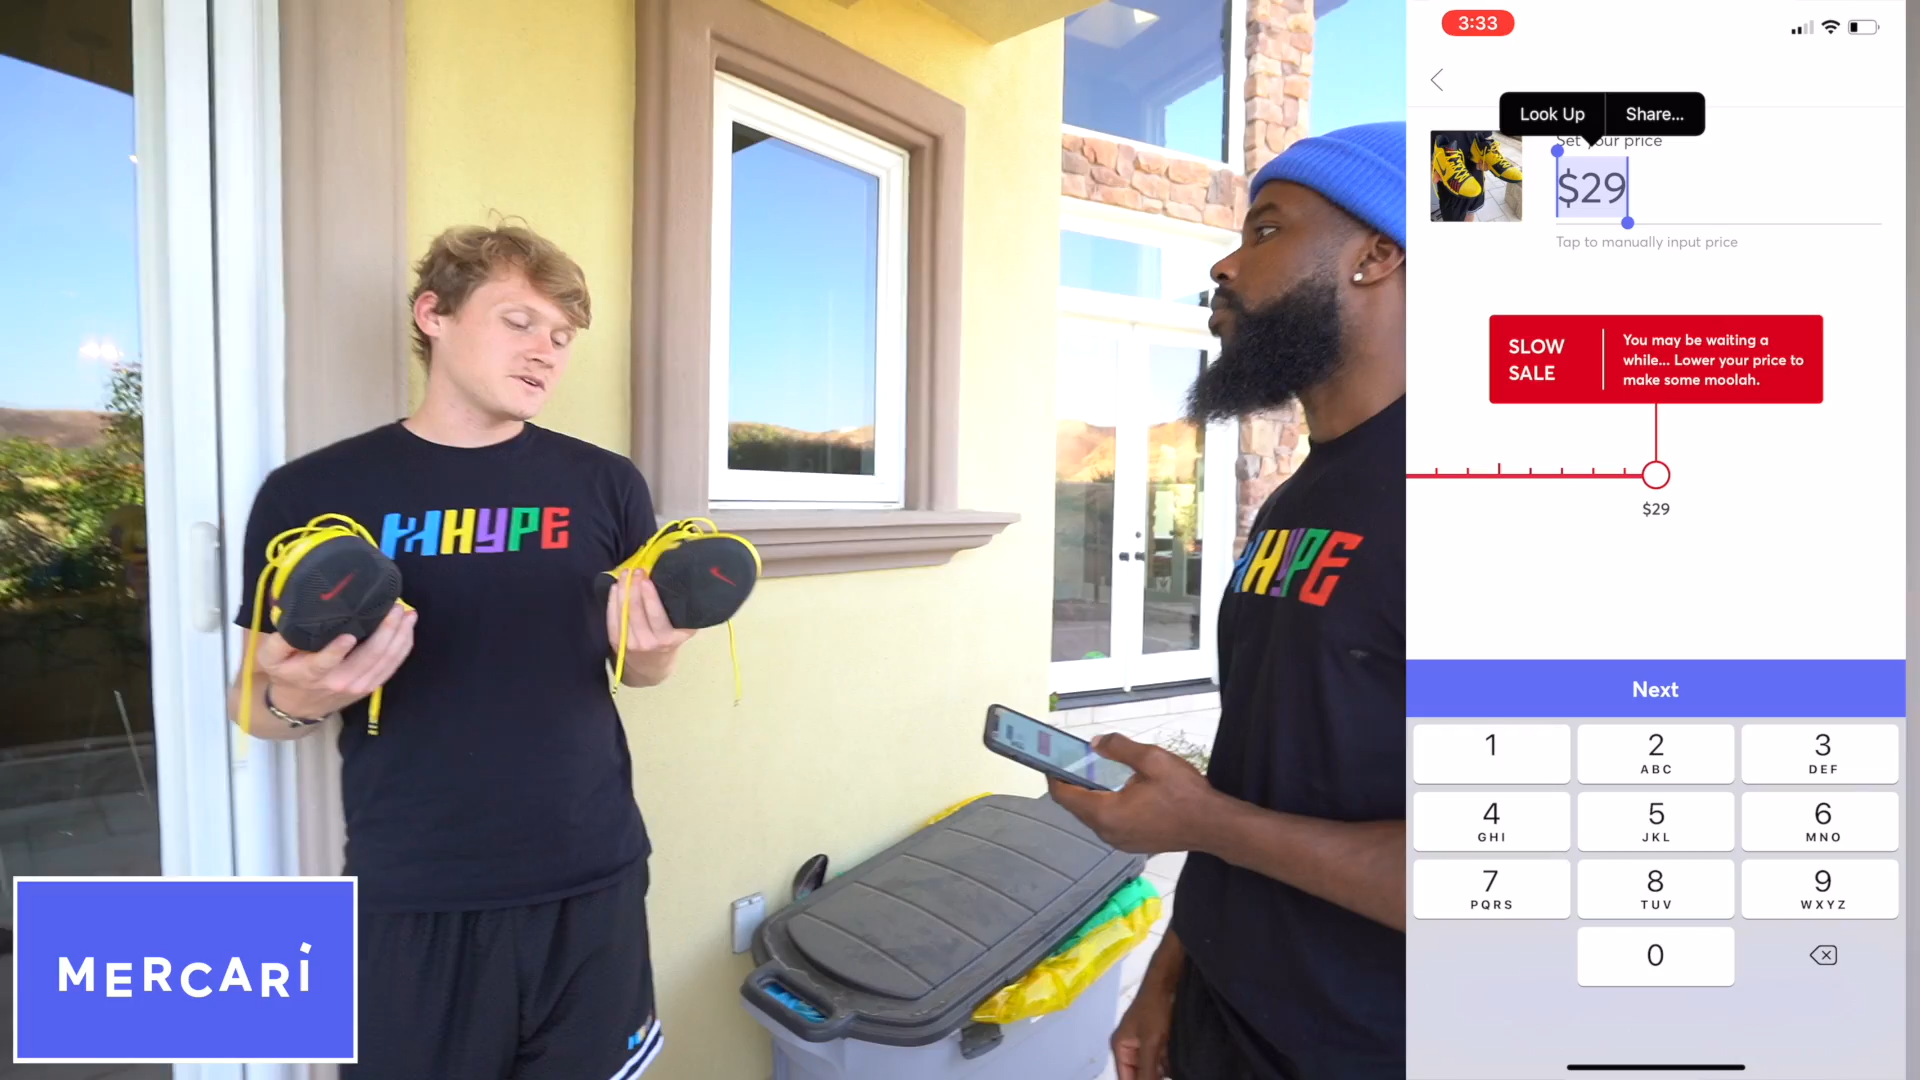 3:33
Look Up
Share...
Set your price
$29
Tap to manually input price
SLOW
SALE
You may be waiting a
while... Lower your price to
make some moolah.
$29
Next
1
2
ABC
3
DEF
4
GHI
5
JKL
6
MNO
7
PQRS
8
TUV
9
WXYZ
0
HYPE
HYPE
MERCARI